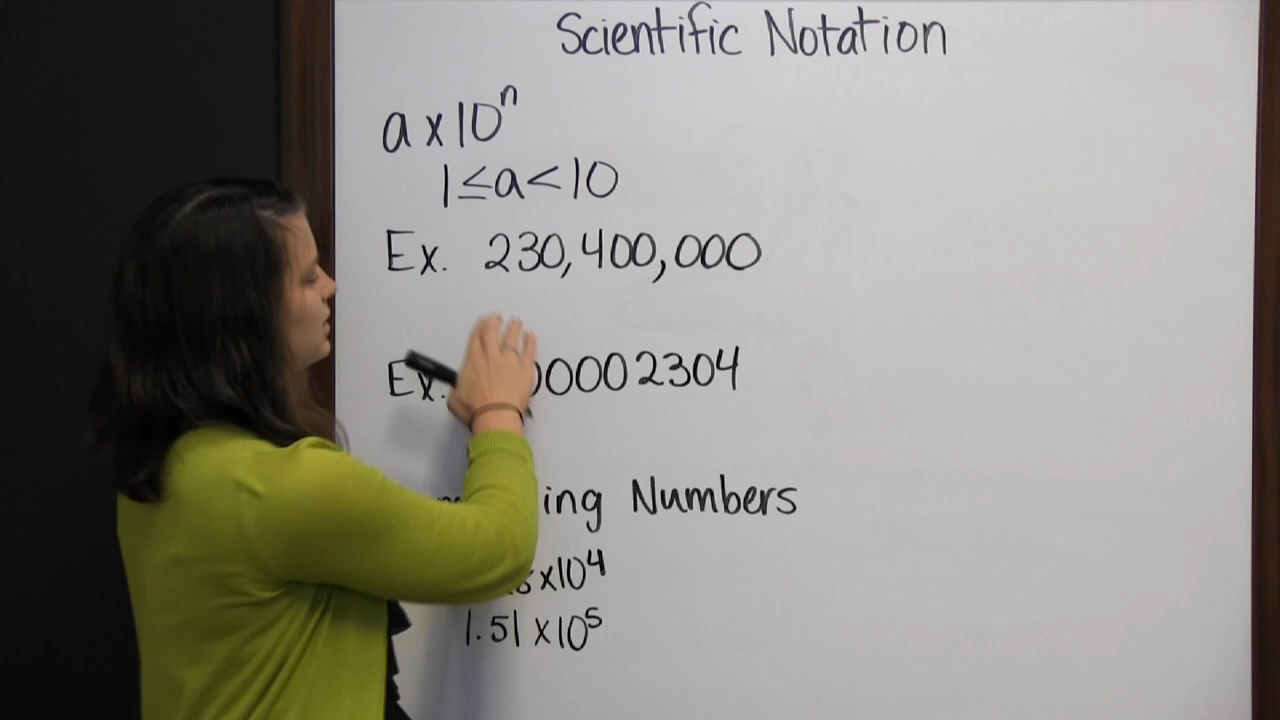 Scientific Notation
a x 10ⁿ
1 ≤ a < 10
Ex. 230,400,000
Ex. 00002304
ing Numbers
x10⁴
1.51 x10⁵